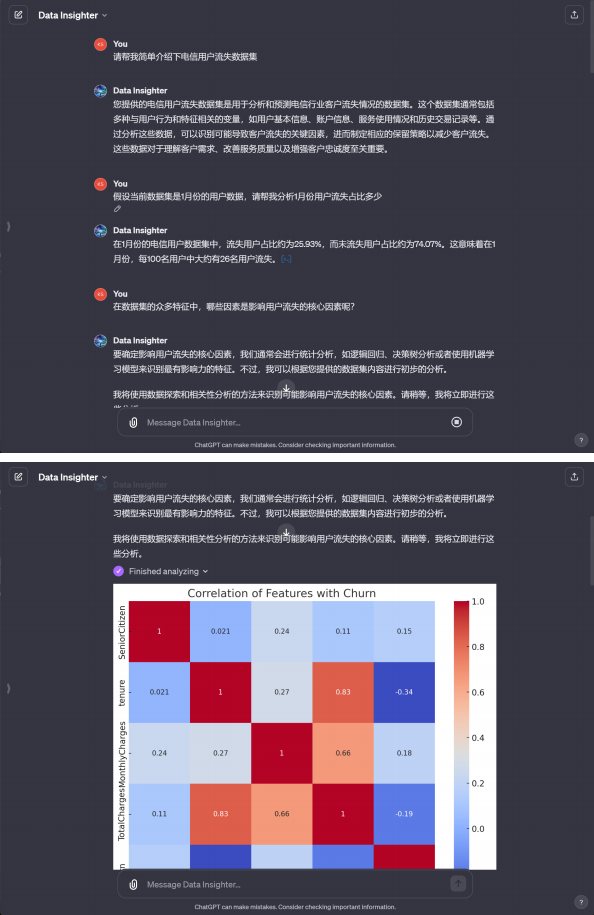 Data Insighter
You
请帮我简单介绍下电信用户流失数据集
Data Insighter
您提供的电信用户流失数据集是用于分析和预测电信行业客户流失情况的数据集。这个数据集通常包括
多种与用户行为和特征相关的变量，如用户基本信息、账户信息、服务使用情况和历史交易记录等。通
过分析这些数据，可以识别可能导致客户流失的关键因素，进而制定相应的保留策略以减少客户流失。
这些数据对于理解客户需求、改善服务质量以及增强客户忠诚度至关重要。
You
假设当前数据集是1月份的用户数据，请帮我分析1月份用户流失占比多少
Data Insighter
在1月份的电信用户数据集中，流失用户占比约为25.93%，而未流失用户占比约为74.07%。这意味着在1
月份，每100名用户中大约有26名用户流失。
You
在数据集的众多特征中，哪些因素是影响用户流失的核心因素呢?
Data Insighter
要确定影响用户流失的核心因素，我们通常会进行统计分析，如逻辑回归、决策树分析或者使用机器学
习模型来识别最有影响力的特征。不过，我可以根据您提供的数据集内容进行初步的分析。
我将使用数据探索和相关性分析的方法来识别可能影响用户流失的核心因素。请稍等，我将立即进行这
些分析。
Message Data Insighter...
ChatGPT can make mistakes. Consider checking important information.
?
Data Insighter
Data Insighter
要确定影响用户流失的核心因素，我们通常会进行统计分析，如逻辑回归、决策树分析或者使用机器学
习模型来识别最有影响力的特征。不过，我可以根据您提供的数据集内容进行初步的分析。
我将使用数据探索和相关性分析的方法来识别可能影响用户流失的核心因素。请稍等，我将立即进行这
些分析。
Finished analyzing
Correlation of Features with Churn
SeniorCitizen
1 0.021 0.24 0.11 0.15
tenure
0.021 1 0.27 0.83 -0.34
MonthlyCharges
0.24 0.27 1 0.66 0.18
TotalCharges
0.11 0.83 0.66 1 -0.19
1.0
0.8
0.6
0.4
0.2
0.0
Message Data Insighter...
ChatGPT can make mistakes. Consider checking important information.
?